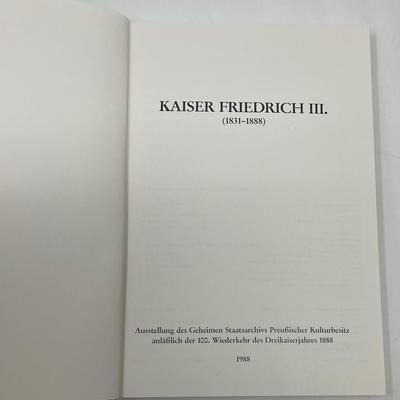 KAISER FRIEDRICH III.
(1831–1888)
Ausstellung des Geheimen Staatsarchivs Preußischer Kulturbesitz
anläßlich der 100. Wiederkehr des Dreikaiserjahres 1888
1988